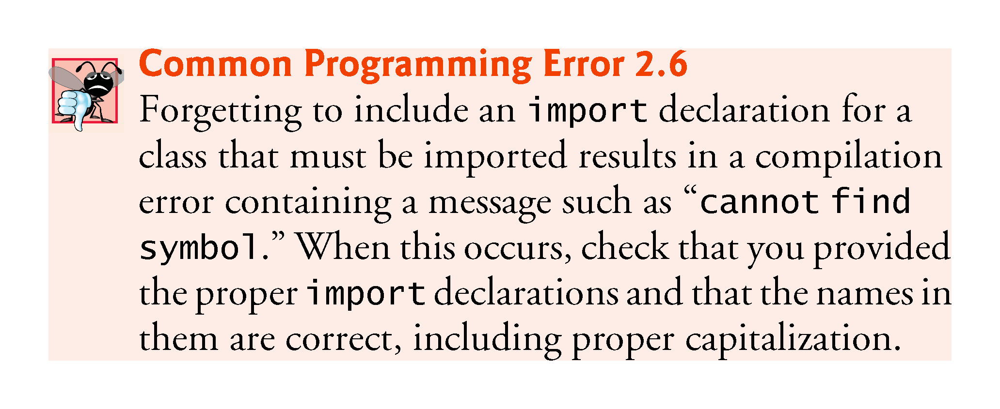 Common Programming Error 2.6
Forgetting to include an import declaration for a
class that must be imported results in a compilation
error containing a message such as “cannot find
symbol.” When this occurs, check that you provided
the proper import declarations and that the names in
them are correct, including proper capitalization.